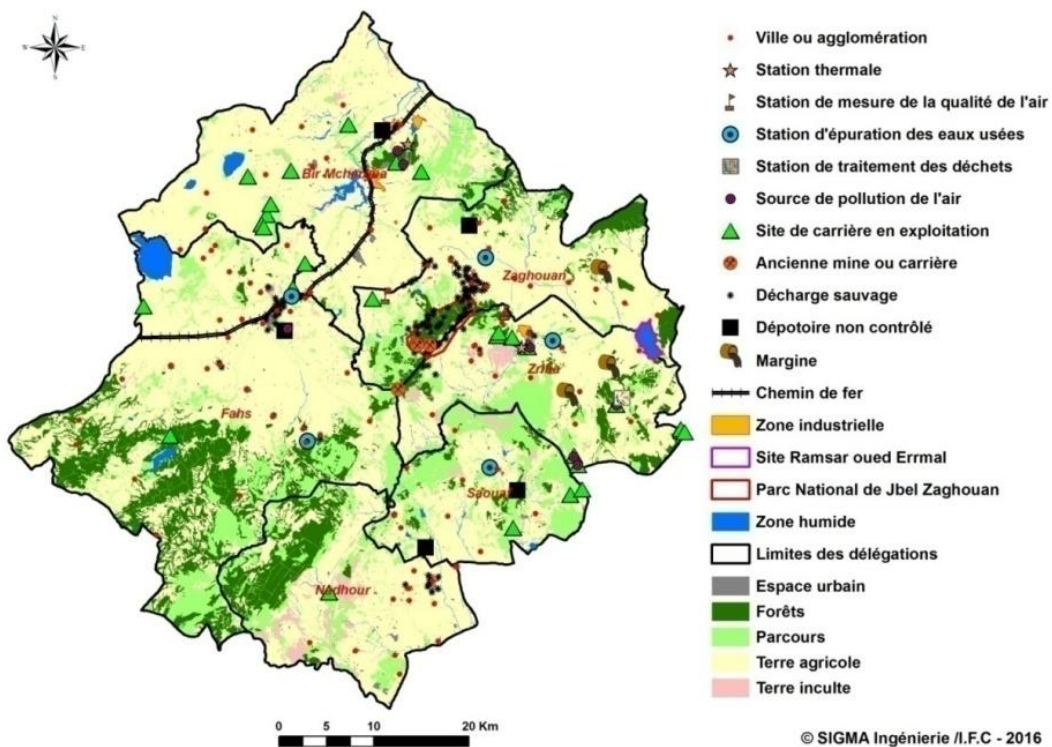 N
W
E
S
Bir Mcherga
Zaghouan
Zriba
Fahs
Saouaf
Nadhour
Ville ou agglomération
Station thermale
Station de mesure de la qualité de l'air
Station d'épuration des eaux usées
Station de traitement des déchets
Source de pollution de l'air
Site de carrière en exploitation
Ancienne mine ou carrière
Décharge sauvage
Dépotoire non contrôlé
Margine
Chemin de fer
Zone industrielle
Site Ramsar oued Errmal
Parc National de Jbel Zaghouan
Zone humide
Limites des délégations
Espace urbain
Forêts
Parcours
Terre agricole
Terre inculte
0 5 10 20 Km
© SIGMA Ingénierie /I.F.C - 2016